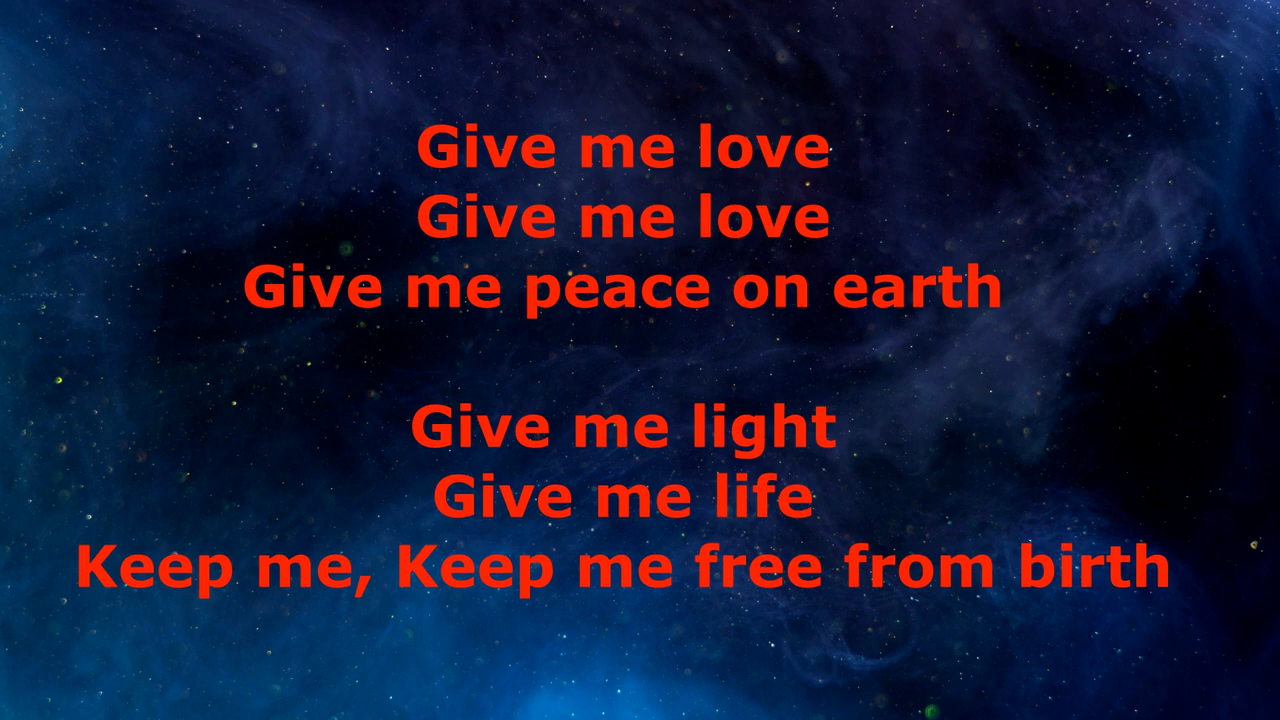 Give me love
Give me love
Give me peace on earth
Give me light
Give me life
Keep me, Keep me free from birth